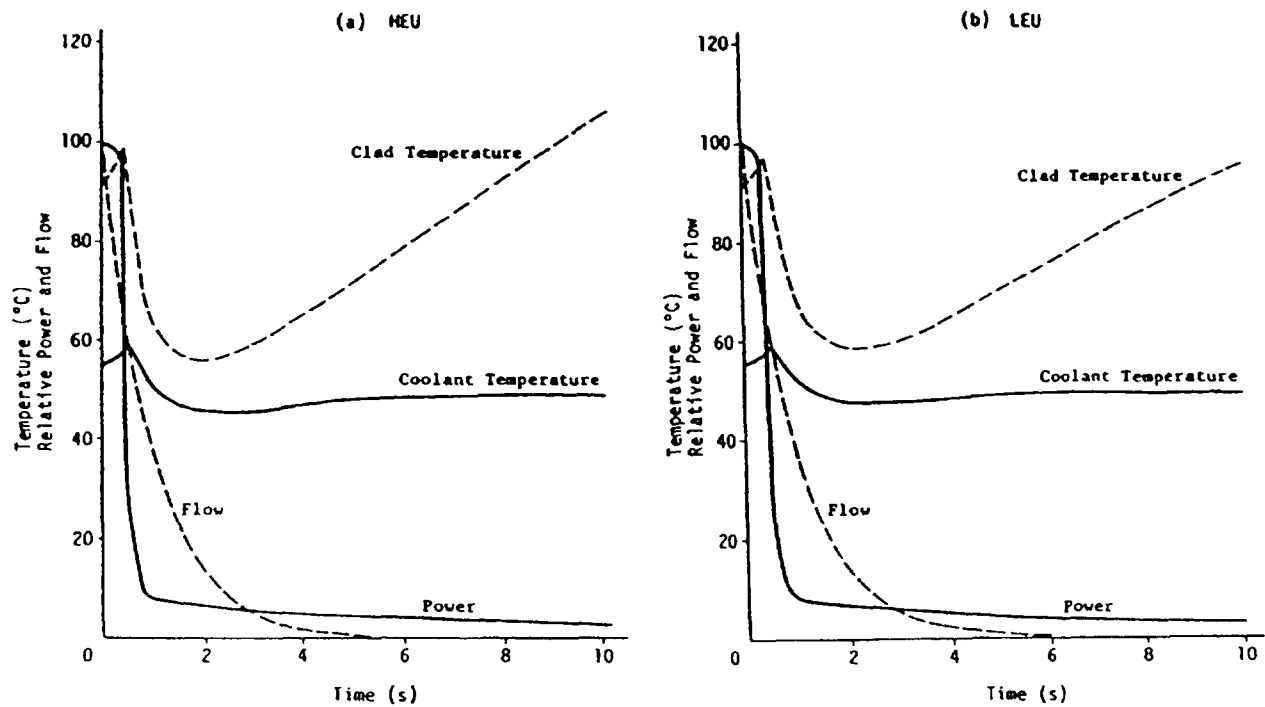 (a) HEU
120
100
80
60
40
20
0
2
4
6
8
10
Temperature (°C)
Relative Power and Flow
Clad Temperature
Coolant Temperature
Flow
Power
Time (s)
(b) LEU
120
100
80
60
40
20
0
2
4
6
8
10
Temperature (°C)
Relative Power and Flow
Clad Temperature
Coolant Temperature
Flow
Power
Time (s)